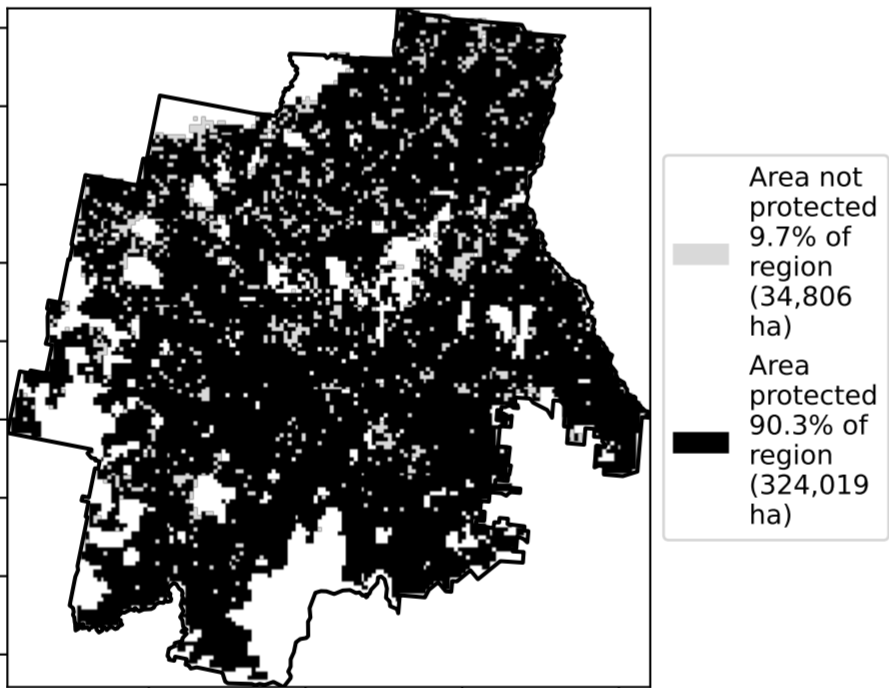 Area not
protected
9.7% of
region
(34,806
ha)
Area
protected
90.3% of
region
(324,019
ha)